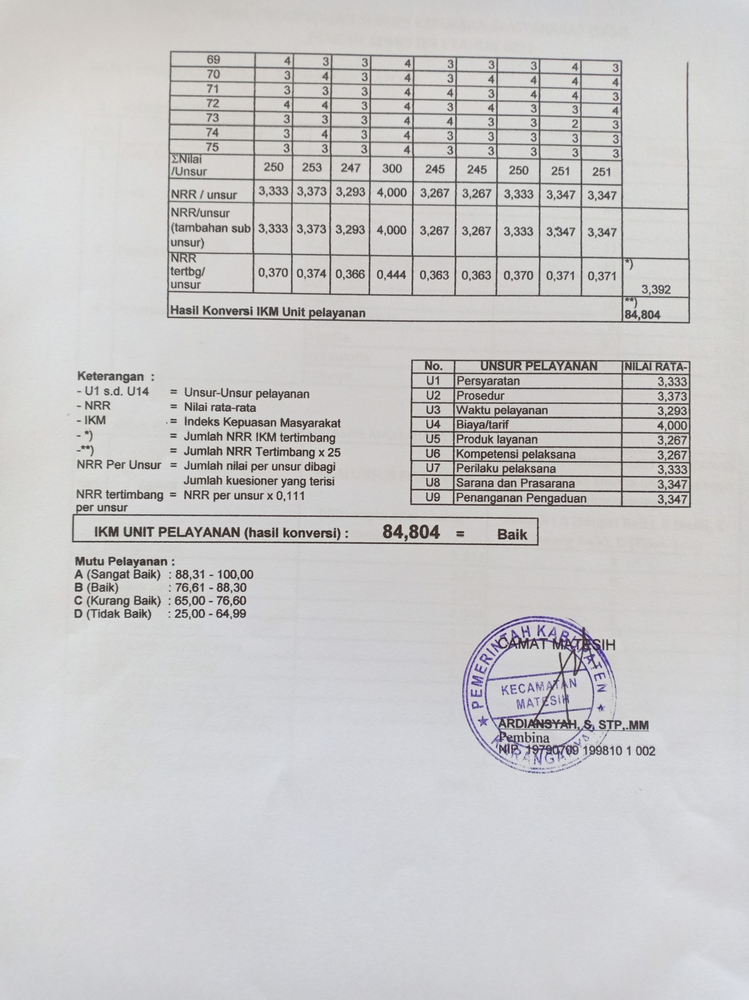 69 4 3 3 4 3 3 3 4 3
70 3 4 3 4 3 4 4 4 4
71 3 3 3 4 4 3 4 4 3
72 4 4 3 4 3 4 3 3 4
73 3 3 3 4 4 3 3 2 3
74 3 4 3 4 3 3 3 3 3
75 3 3 3 4 3 3 3 3 3
ΣNilai
/Unsur 250 253 247 300 245 245 250 251 251
NRR / unsur 3,333 3,373 3,293 4,000 3,267 3,267 3,333 3,347 3,347
NRR/unsur
(tambahan sub 3,333 3,373 3,293 4,000 3,267 3,267 3,333 3,347 3,347
unsur)
NRR *)
tertbg/ 0,370 0,374 0,366 0,444 0,363 0,363 0,370 0,371 0,371
unsur 3,392
**)
Hasil Konversi IKM Unit pelayanan 84,804
Keterangan :
- U1 s.d. U14 = Unsur-Unsur pelayanan
- NRR = Nilai rata-rata
- IKM = Indeks Kepuasan Masyarakat
- *) = Jumlah NRR IKM tertimbang
-**) = Jumlah NRR Tertimbang x 25
NRR Per Unsur = Jumlah nilai per unsur dibagi
Jumlah kuesioner yang terisi
NRR tertimbang = NRR per unsur x 0,111
per unsur
No. UNSUR PELAYANAN NILAI RATA-
U1 Persyaratan 3,333
U2 Prosedur 3,373
U3 Waktu pelayanan 3,293
U4 Biaya/tarif 4,000
U5 Produk layanan 3,267
U6 Kompetensi pelaksana 3,267
U7 Perilaku pelaksana 3,333
U8 Sarana dan Prasarana 3,347
U9 Penanganan Pengaduan 3,347
IKM UNIT PELAYANAN (hasil konversi) : 84,804 = Baik
Mutu Pelayanan :
A (Sangat Baik) : 88,31 - 100,00
B (Baik) : 76,61 - 88,30
C (Kurang Baik) : 65,00 - 76,60
D (Tidak Baik) : 25,00 - 64,99
PEMERINTAH KABUPATEN
CAMAT MATESIH
KECAMATAN
MATESIH
ARDIANSYAH, S, STP,.MM
Pembina
NIP. 19790709 199810 1 002
KARANGANYAR